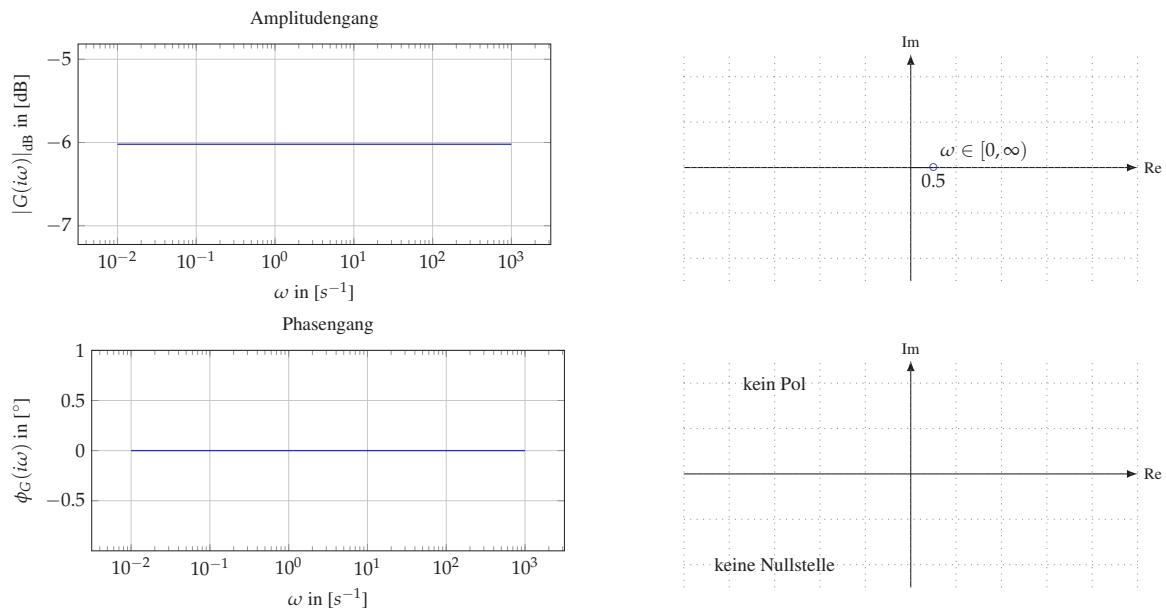 Amplitudengang
|G(iω)|dB in [dB]
−5
−6
−7
10⁻² 10⁻¹ 10⁰ 10¹ 10² 10³
ω in [s⁻¹]
Im
ω ∈ [0, ∞)
0.5
Re
Phasengang
ϕG(iω) in [°]
1
0.5
0
−0.5
10⁻² 10⁻¹ 10⁰ 10¹ 10² 10³
ω in [s⁻¹]
Im
kein Pol
Re
keine Nullstelle